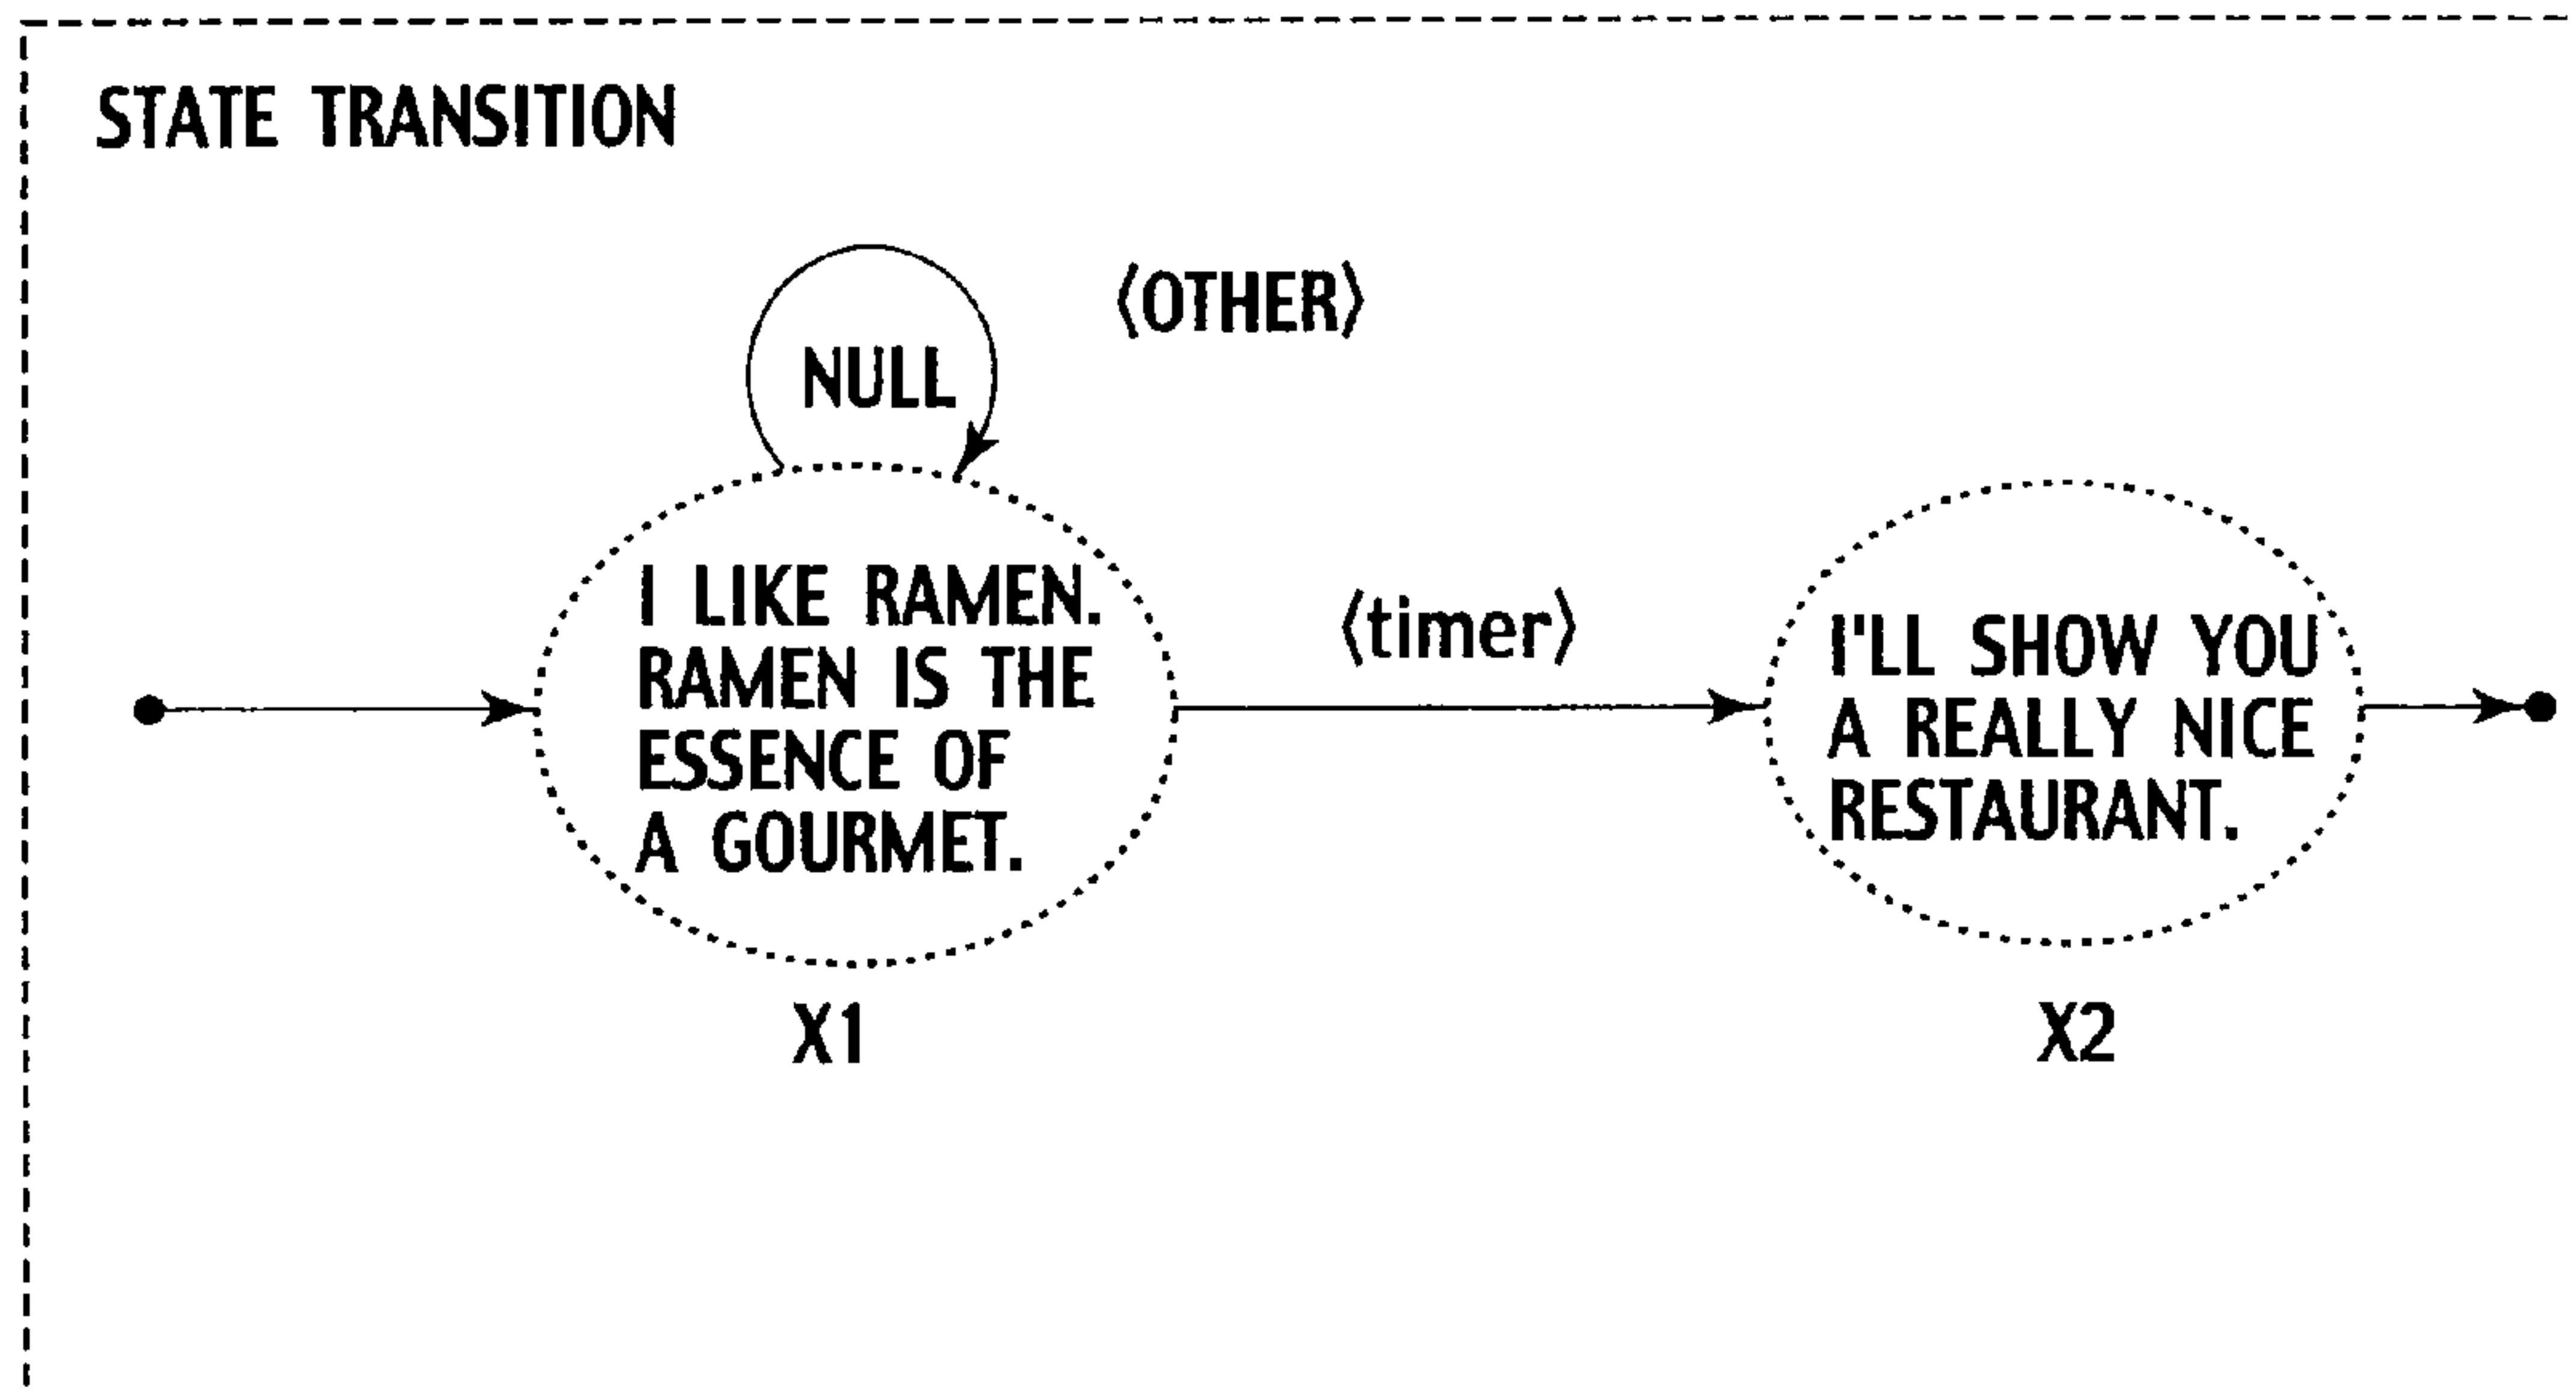 STATE TRANSITION
⟨OTHER⟩
NULL
I LIKE RAMEN.
RAMEN IS THE
ESSENCE OF
A GOURMET.
⟨timer⟩
I'LL SHOW YOU
A REALLY NICE
RESTAURANT.
X1
X2